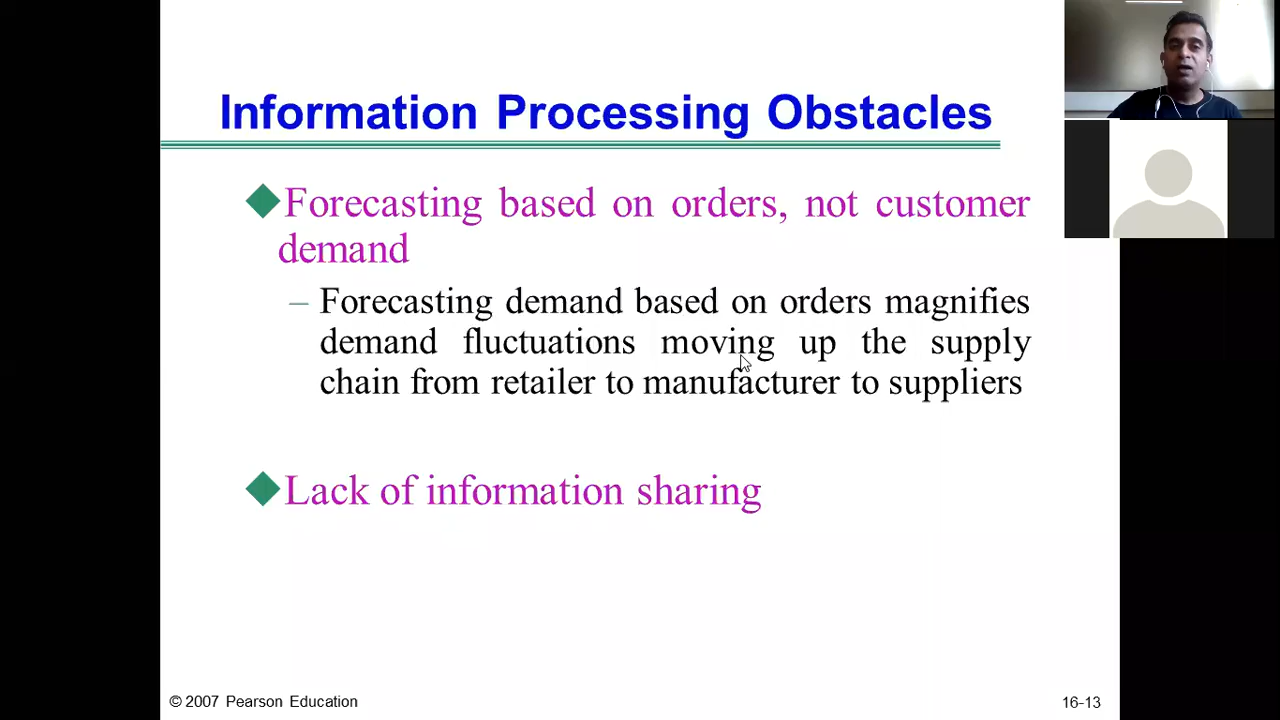 Information Processing Obstacles
Forecasting based on orders, not customer
demand
– Forecasting demand based on orders magnifies
demand fluctuations moving up the supply
chain from retailer to manufacturer to suppliers
Lack of information sharing
© 2007 Pearson Education
16-13